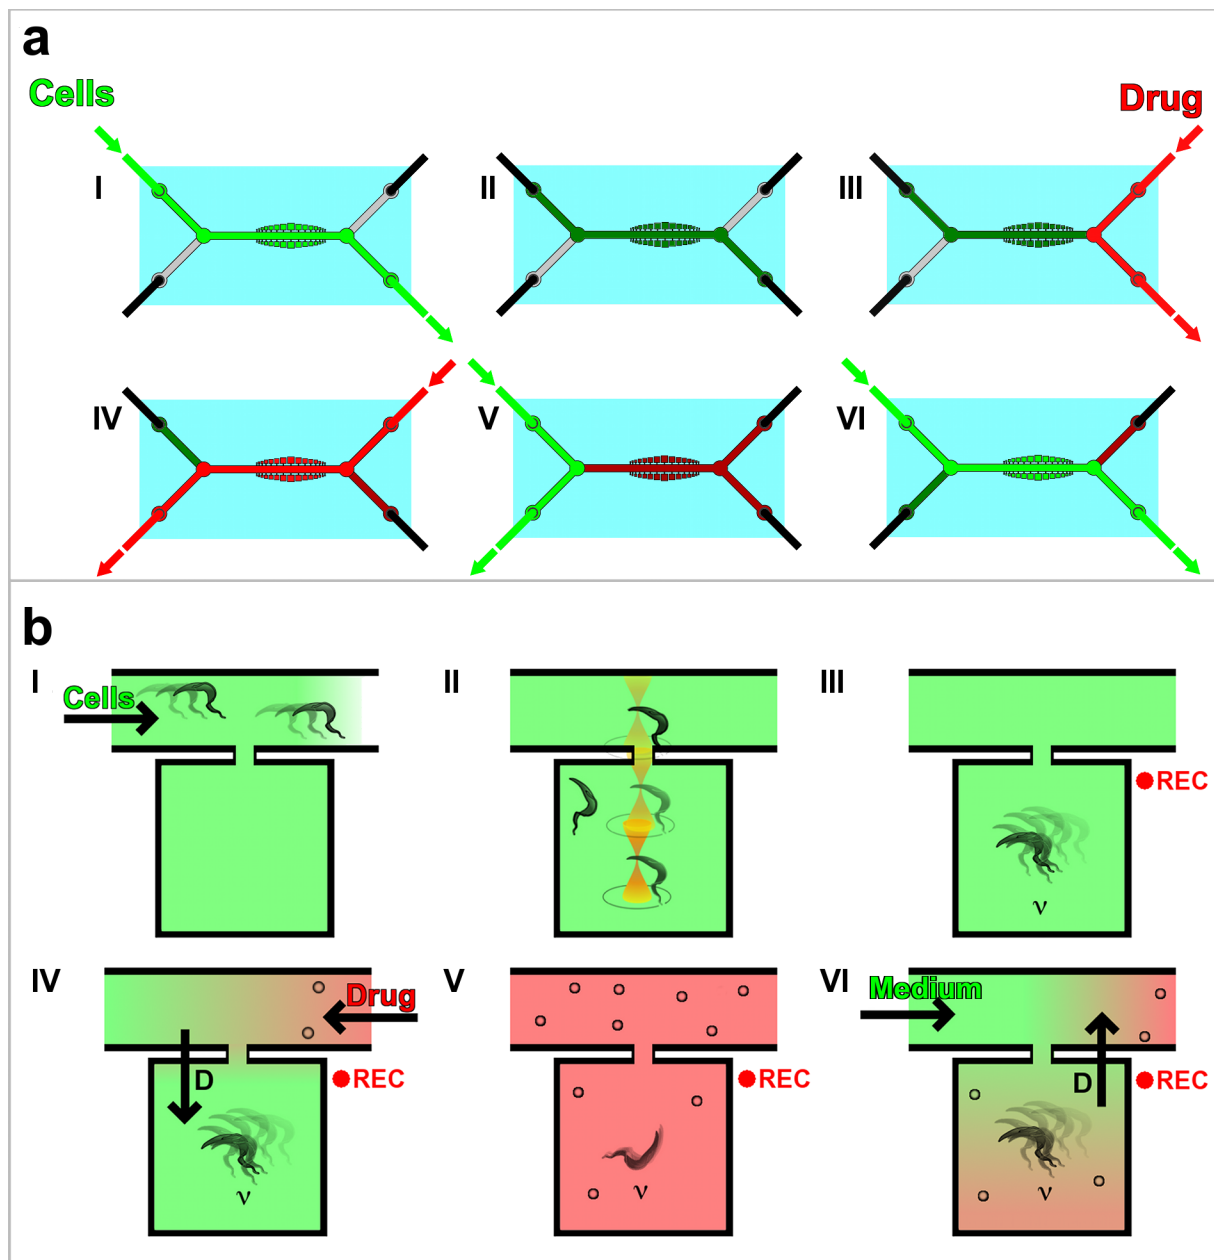 a
Cells
Drug
I
II
III
IV
V
VI
b
I
II
III
Cells
REC
ν
IV
V
VI
Drug
Medium
D
REC
REC
D
REC
ν
ν
ν